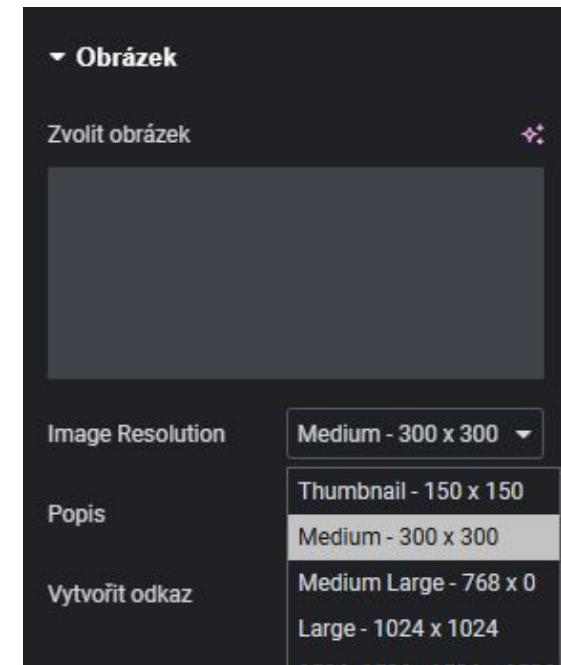 Obrázek
Zvolit obrázek
Image Resolution
Medium - 300 x 300
Thumbnail - 150 x 150
Popis
Medium - 300 x 300
Medium Large - 768 x 0
Vytvořit odkaz
Large - 1024 x 1024